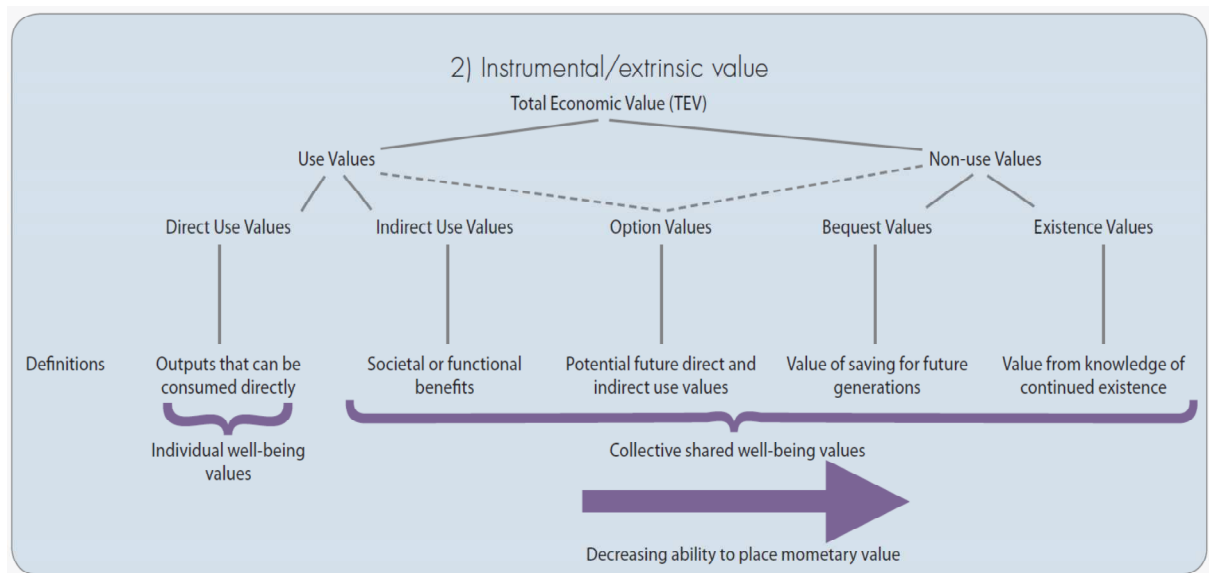 2) Instrumental/extrinsic value
Total Economic Value (TEV)
Use Values
Non-use Values
Direct Use Values
Indirect Use Values
Option Values
Bequest Values
Existence Values
Definitions
Outputs that can be
consumed directly
Societal or functional
benefits
Potential future direct and
indirect use values
Value of saving for future
generations
Value from knowledge of
continued existence
Individual well-being
values
Collective shared well-being values
Decreasing ability to place mometary value